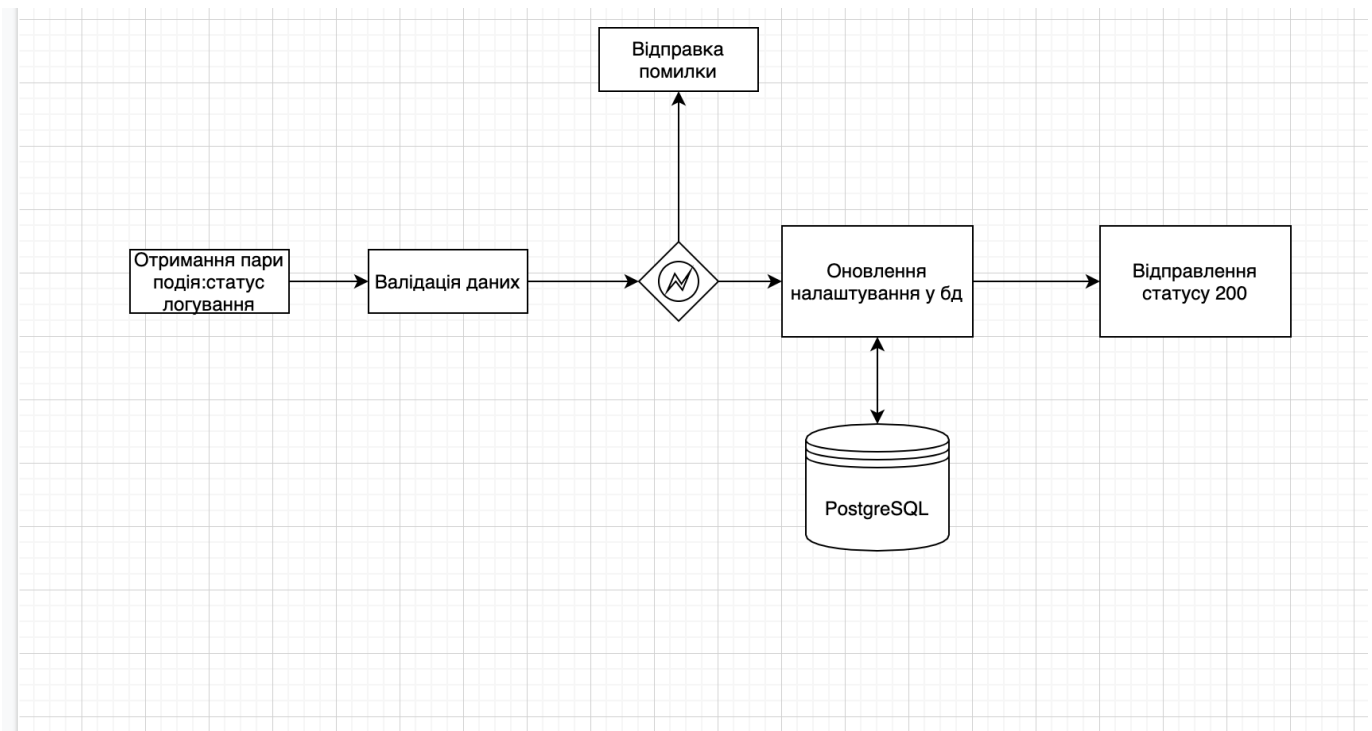 Відправка
помилки
Отримання пари
подія:статус
логування
Валідація даних
Оновлення
налаштування у бд
Відправлення
статусу 200
PostgreSQL